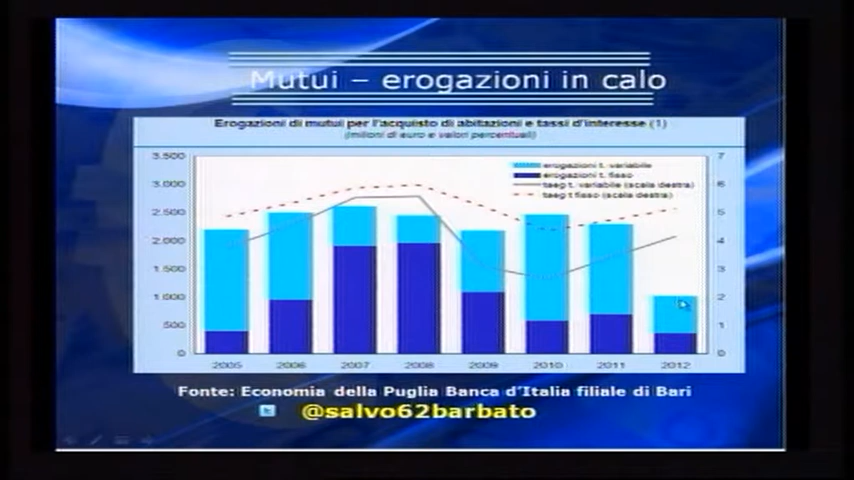 Mutui – erogazioni in calo
Erogazioni di mutui per l'acquisto di abitazioni e tassi d'interesse (1)
(milioni di euro e valori percentuali)
3.500
3.000
2.500
2.000
1.500
1.000
500
0
7
6
5
4
3
2
1
0
erogazioni t. variabile
erogazioni t. fisso
taeg t. variabile (scala destra)
taeg t fisso (scala destra)
2005 2006 2007 2008 2009 2010 2011 2012
Fonte: Economia della Puglia Banca d'Italia filiale di Bari
@salvo62barbato